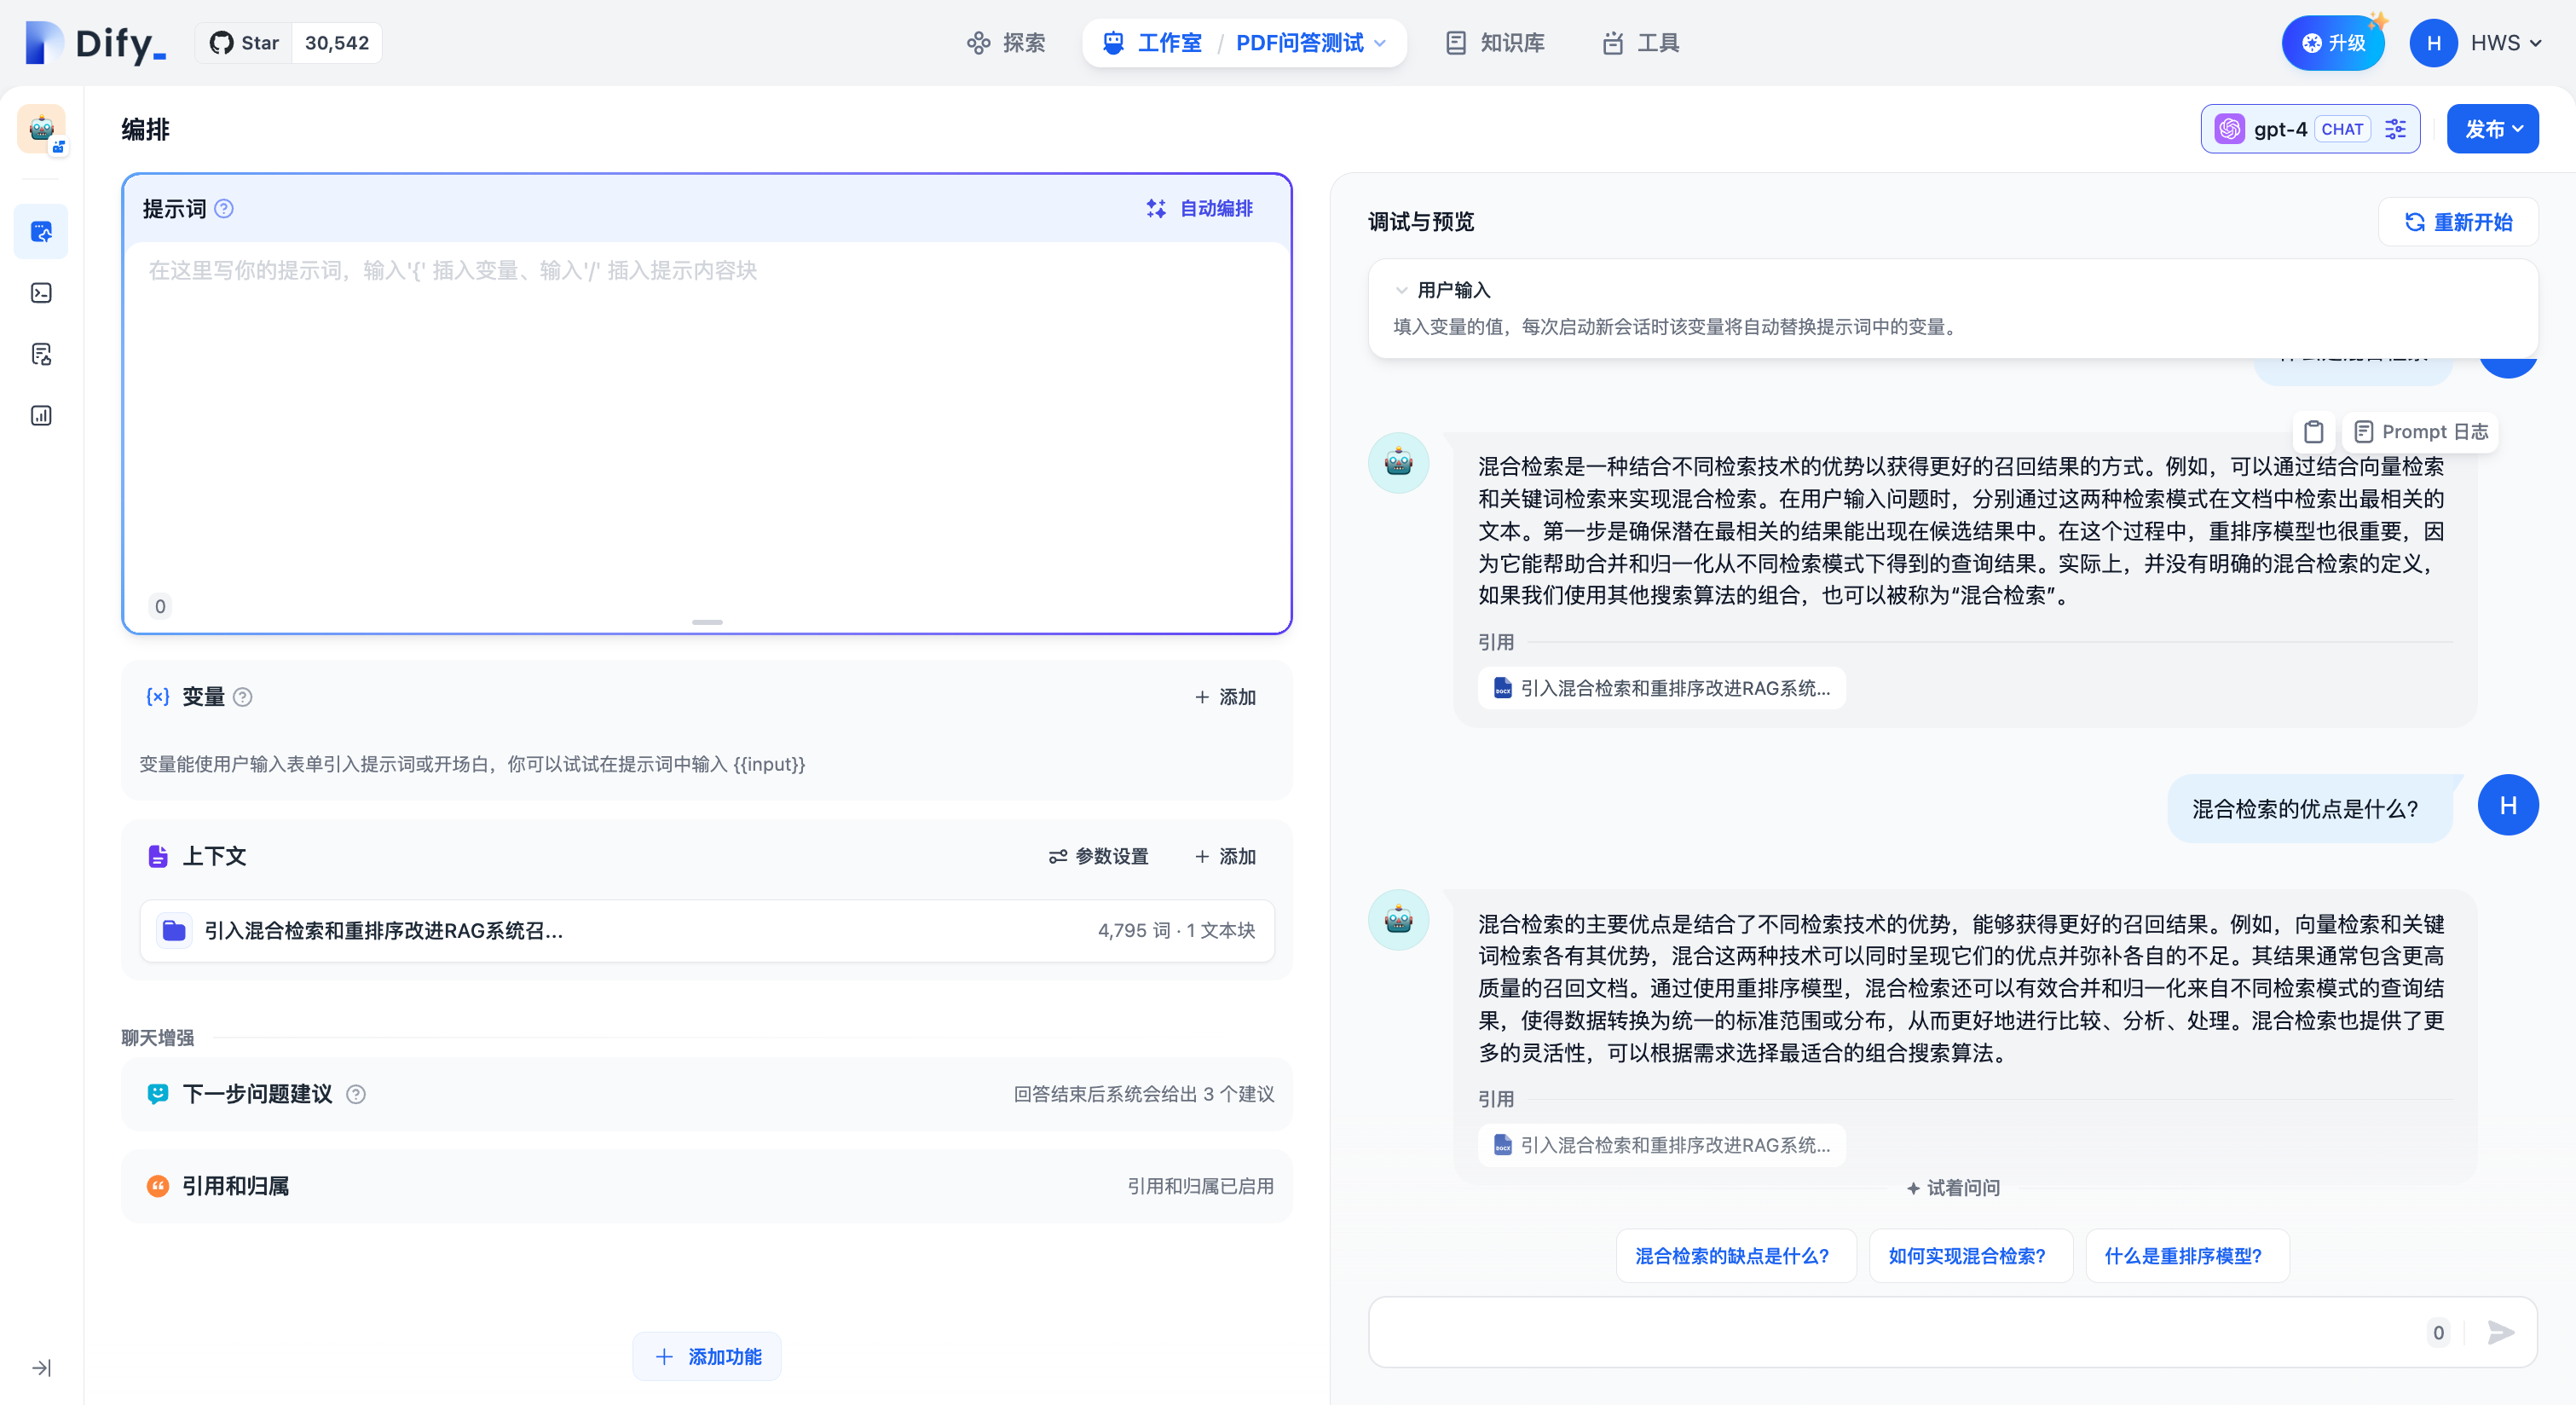 Dify_
Star 30,542
探索
工作室 / PDF问答测试
知识库
工具
升级
H HWS
编排
gpt-4 CHAT
发布
提示词
自动编排
在这里写你的提示词，输入'{' 插入变量、输入'/' 插入提示内容块
0
变量
+ 添加
变量能使用户输入表单引入提示词或开场白，你可以试试在提示词中输入 {{input}}
上下文
参数设置
+ 添加
引入混合检索和重排序改进RAG系统召...
4,795 词 · 1 文本块
聊天增强
下一步问题建议
回答结束后系统会给出 3 个建议
引用和归属
引用和归属已启用
+ 添加功能
调试与预览
重新开始
用户输入
填入变量的值，每次启动新会话时该变量将自动替换提示词中的变量。
Prompt 日志
混合检索是一种结合不同检索技术的优势以获得更好的召回结果的方式。例如，可以通过结合向量检索
和关键词检索来实现混合检索。在用户输入问题时，分别通过这两种检索模式在文档中检索出最相关的
文本。第一步是确保潜在最相关的结果能出现在候选结果中。在这个过程中，重排序模型也很重要，因
为它能帮助合并和归一化从不同检索模式下得到的查询结果。实际上，并没有明确的混合检索的定义，
如果我们使用其他搜索算法的组合，也可以被称为“混合检索”。
引用
引入混合检索和重排序改进RAG系统...
混合检索的优点是什么?
H
混合检索的主要优点是结合了不同检索技术的优势，能够获得更好的召回结果。例如，向量检索和关键
词检索各有其优势，混合这两种技术可以同时呈现它们的优点并弥补各自的不足。其结果通常包含更高
质量的召回文档。通过使用重排序模型，混合检索还可以有效合并和归一化来自不同检索模式的查询结
果，使得数据转换为统一的标准范围或分布，从而更好地进行比较、分析、处理。混合检索也提供了更
多的灵活性，可以根据需求选择最适合的组合搜索算法。
引用
引入混合检索和重排序改进RAG系统...
试着问问
混合检索的缺点是什么?
如何实现混合检索?
什么是重排序模型?
0